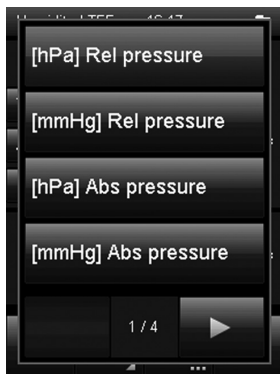 [hPa] Rel pressure
[mmHg] Rel pressure
[hPa] Abs pressure
[mmHg] Abs pressure
1 / 4